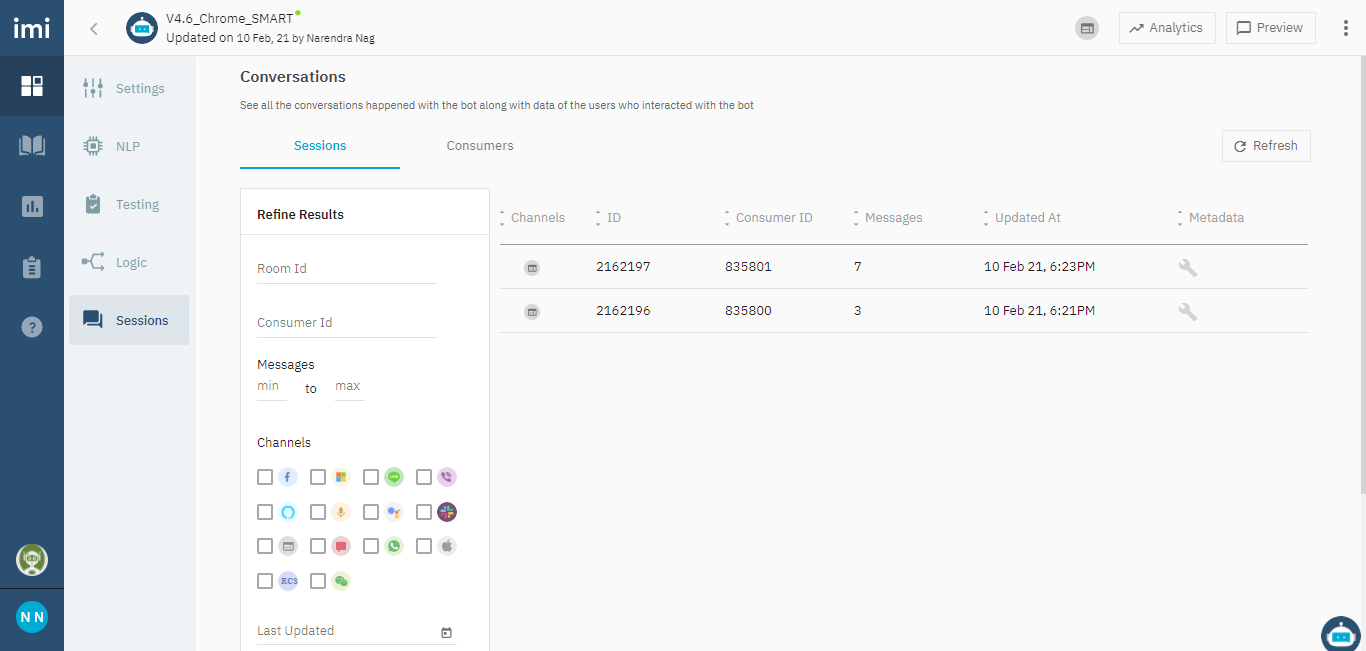 imi
V4.6_Chrome_SMART
Updated on 10 Feb, 21 by Narendra Nag
Analytics
Preview
Settings
NLP
Testing
Logic
Sessions
?
N N
Conversations
See all the conversations happened with the bot along with data of the users who interacted with the bot
Sessions Consumers
Refresh
Refine Results
Room Id
Consumer Id
Messages
min to max
Channels
RCS
Last Updated
Channels ID Consumer ID Messages Updated At Metadata
2162197 835801 7 10 Feb 21, 6:23PM
2162196 835800 3 10 Feb 21, 6:21PM